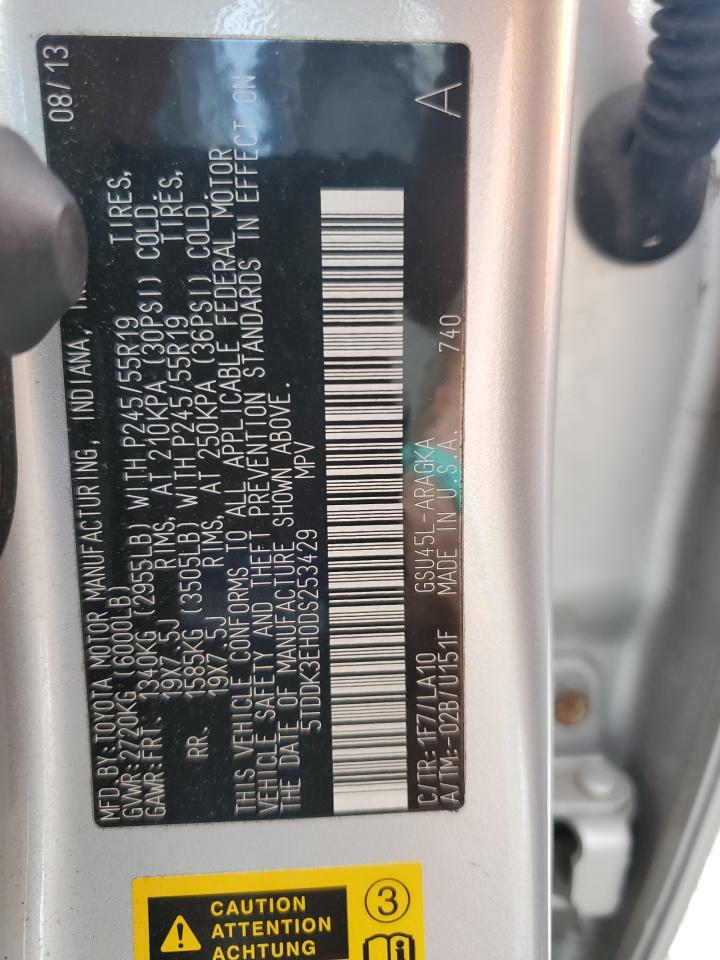 MFD.BY:TOYOTA MOTOR MANUFACTURING, INDIANA, 08/13
GVWR:2720KG (6000LB)
GAWR:FRT. 1340KG (2955LB) WITH P245/55R19 TIRES,
19X7.5J RIMS, AT 210KPA (30PSI) COLD.
RR. 1585KG (3505LB) WITH P245/55R19 TIRES,
19X7.5J RIMS, AT 250KPA (36PSI) COLD.
THIS VEHICLE CONFORMS TO ALL APPLICABLE FEDERAL MOTOR
VEHICLE SAFETY AND THEFT PREVENTION STANDARDS IN EFFECT ON
THE DATE OF MANUFACTURE SHOWN ABOVE.
5TDDK3EH0DS253429 MPV
C/TR:1F7/LA10 GSU45L-ARAGKA 740 A
A/TM:-02B/U151F MADE IN U.S.A.
CAUTION
ATTENTION
ACHTUNG
3